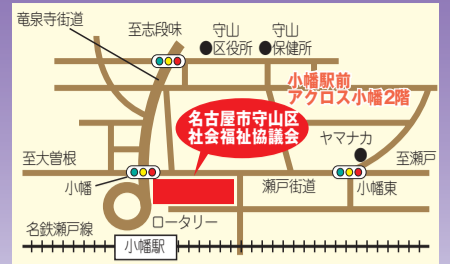 竜泉寺街道
至志段味
守山
区役所
守山
保健所
小幡駅前
アクロス小幡2階
名古屋市守山区
社会福祉協議会
ヤマナカ
至大曽根
至瀬戸
小幡
瀬戸街道
小幡東
ロータリー
名鉄瀬戸線
小幡駅